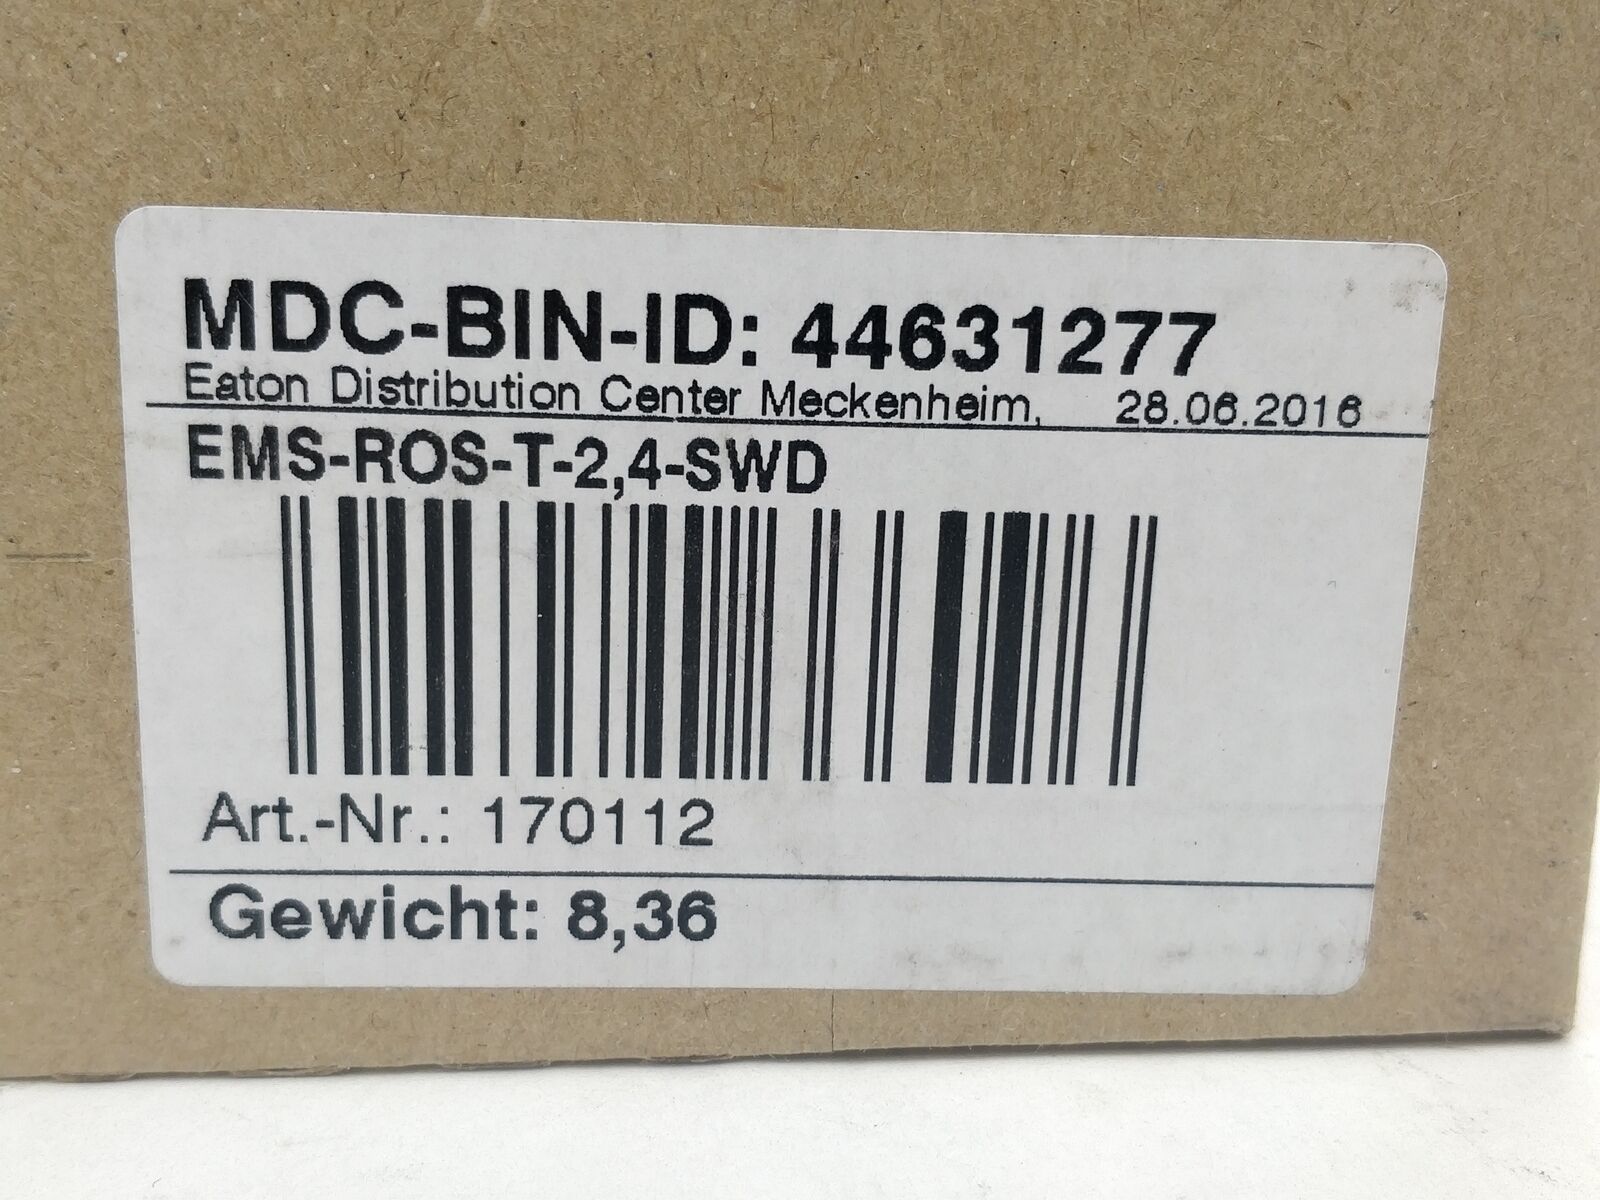 MDC-BIN-ID: 44631277
Eaton Distribution Center Meckenheim, 28.06.2016
EMS-ROS-T-2,4-SWD
Art.-Nr.: 170112
Gewicht: 8,36